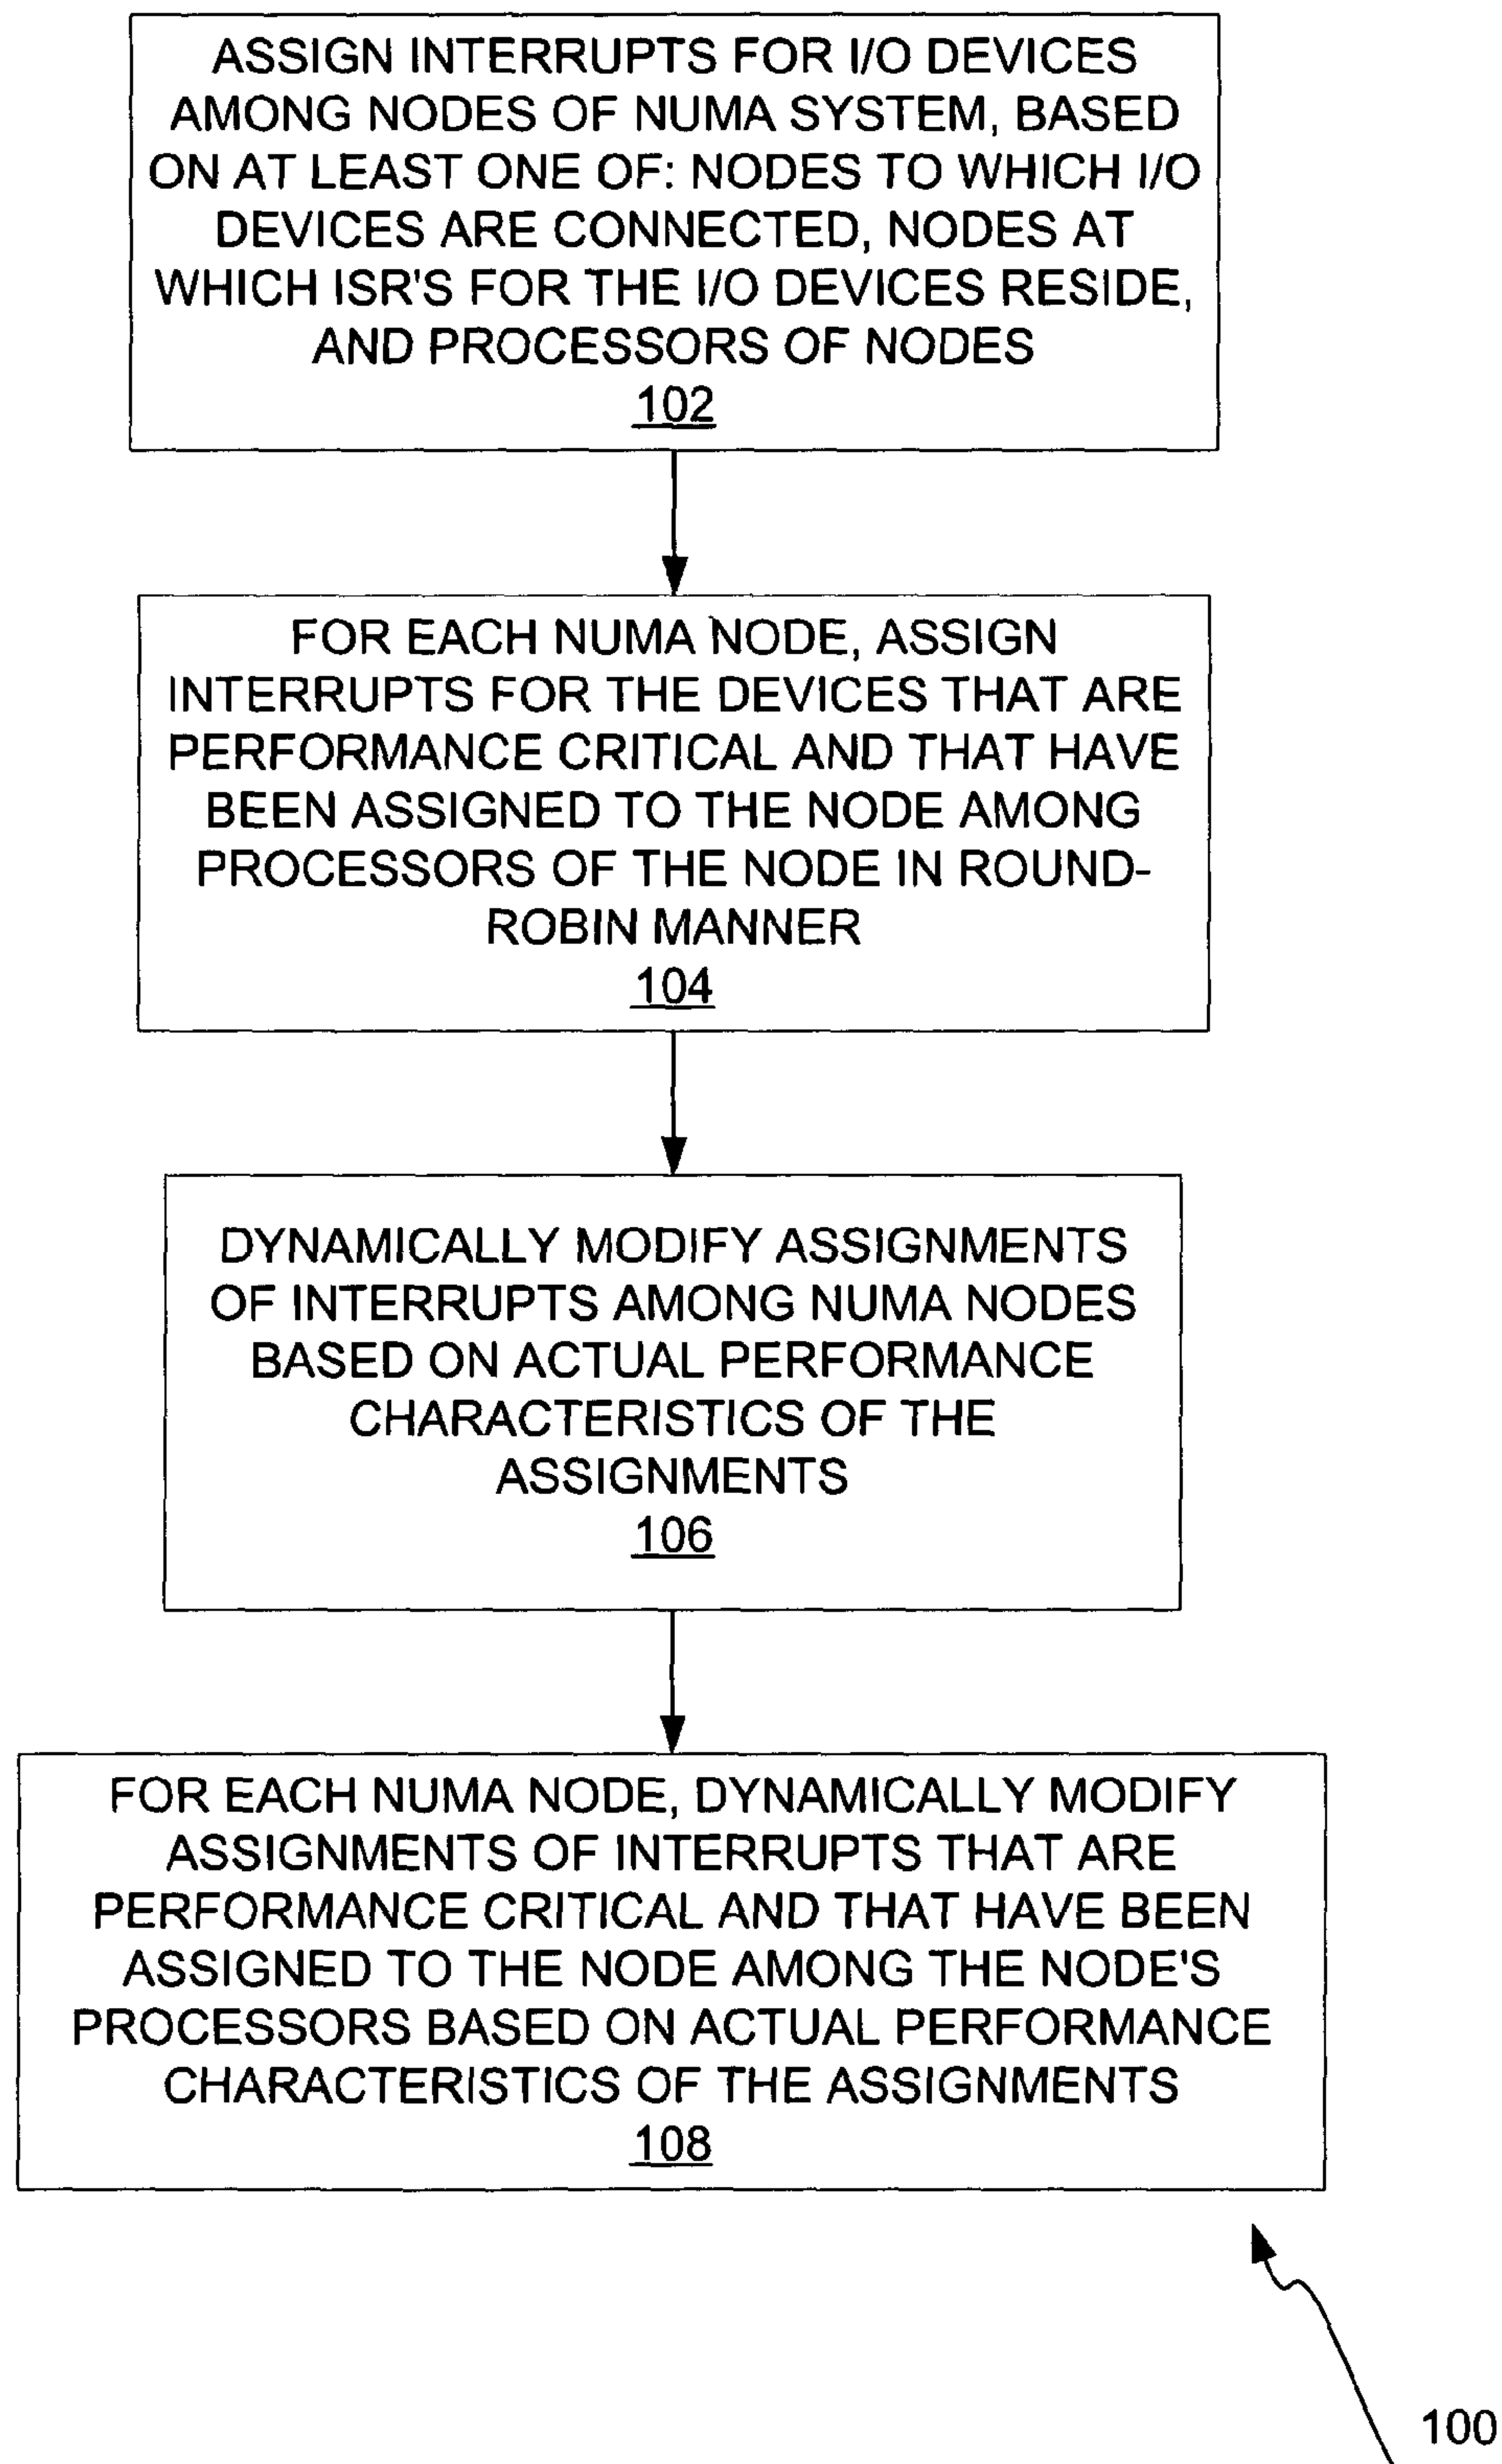 ASSIGN INTERRUPTS FOR I/O DEVICES
AMONG NODES OF NUMA SYSTEM, BASED
ON AT LEAST ONE OF: NODES TO WHICH I/O
DEVICES ARE CONNECTED, NODES AT
WHICH ISR'S FOR THE I/O DEVICES RESIDE,
AND PROCESSORS OF NODES
102
FOR EACH NUMA NODE, ASSIGN
INTERRUPTS FOR THE DEVICES THAT ARE
PERFORMANCE CRITICAL AND THAT HAVE
BEEN ASSIGNED TO THE NODE AMONG
PROCESSORS OF THE NODE IN ROUND-
ROBIN MANNER
104
DYNAMICALLY MODIFY ASSIGNMENTS
OF INTERRUPTS AMONG NUMA NODES
BASED ON ACTUAL PERFORMANCE
CHARACTERISTICS OF THE
ASSIGNMENTS
106
FOR EACH NUMA NODE, DYNAMICALLY MODIFY
ASSIGNMENTS OF INTERRUPTS THAT ARE
PERFORMANCE CRITICAL AND THAT HAVE BEEN
ASSIGNED TO THE NODE AMONG THE NODE'S
PROCESSORS BASED ON ACTUAL PERFORMANCE
CHARACTERISTICS OF THE ASSIGNMENTS
108
100